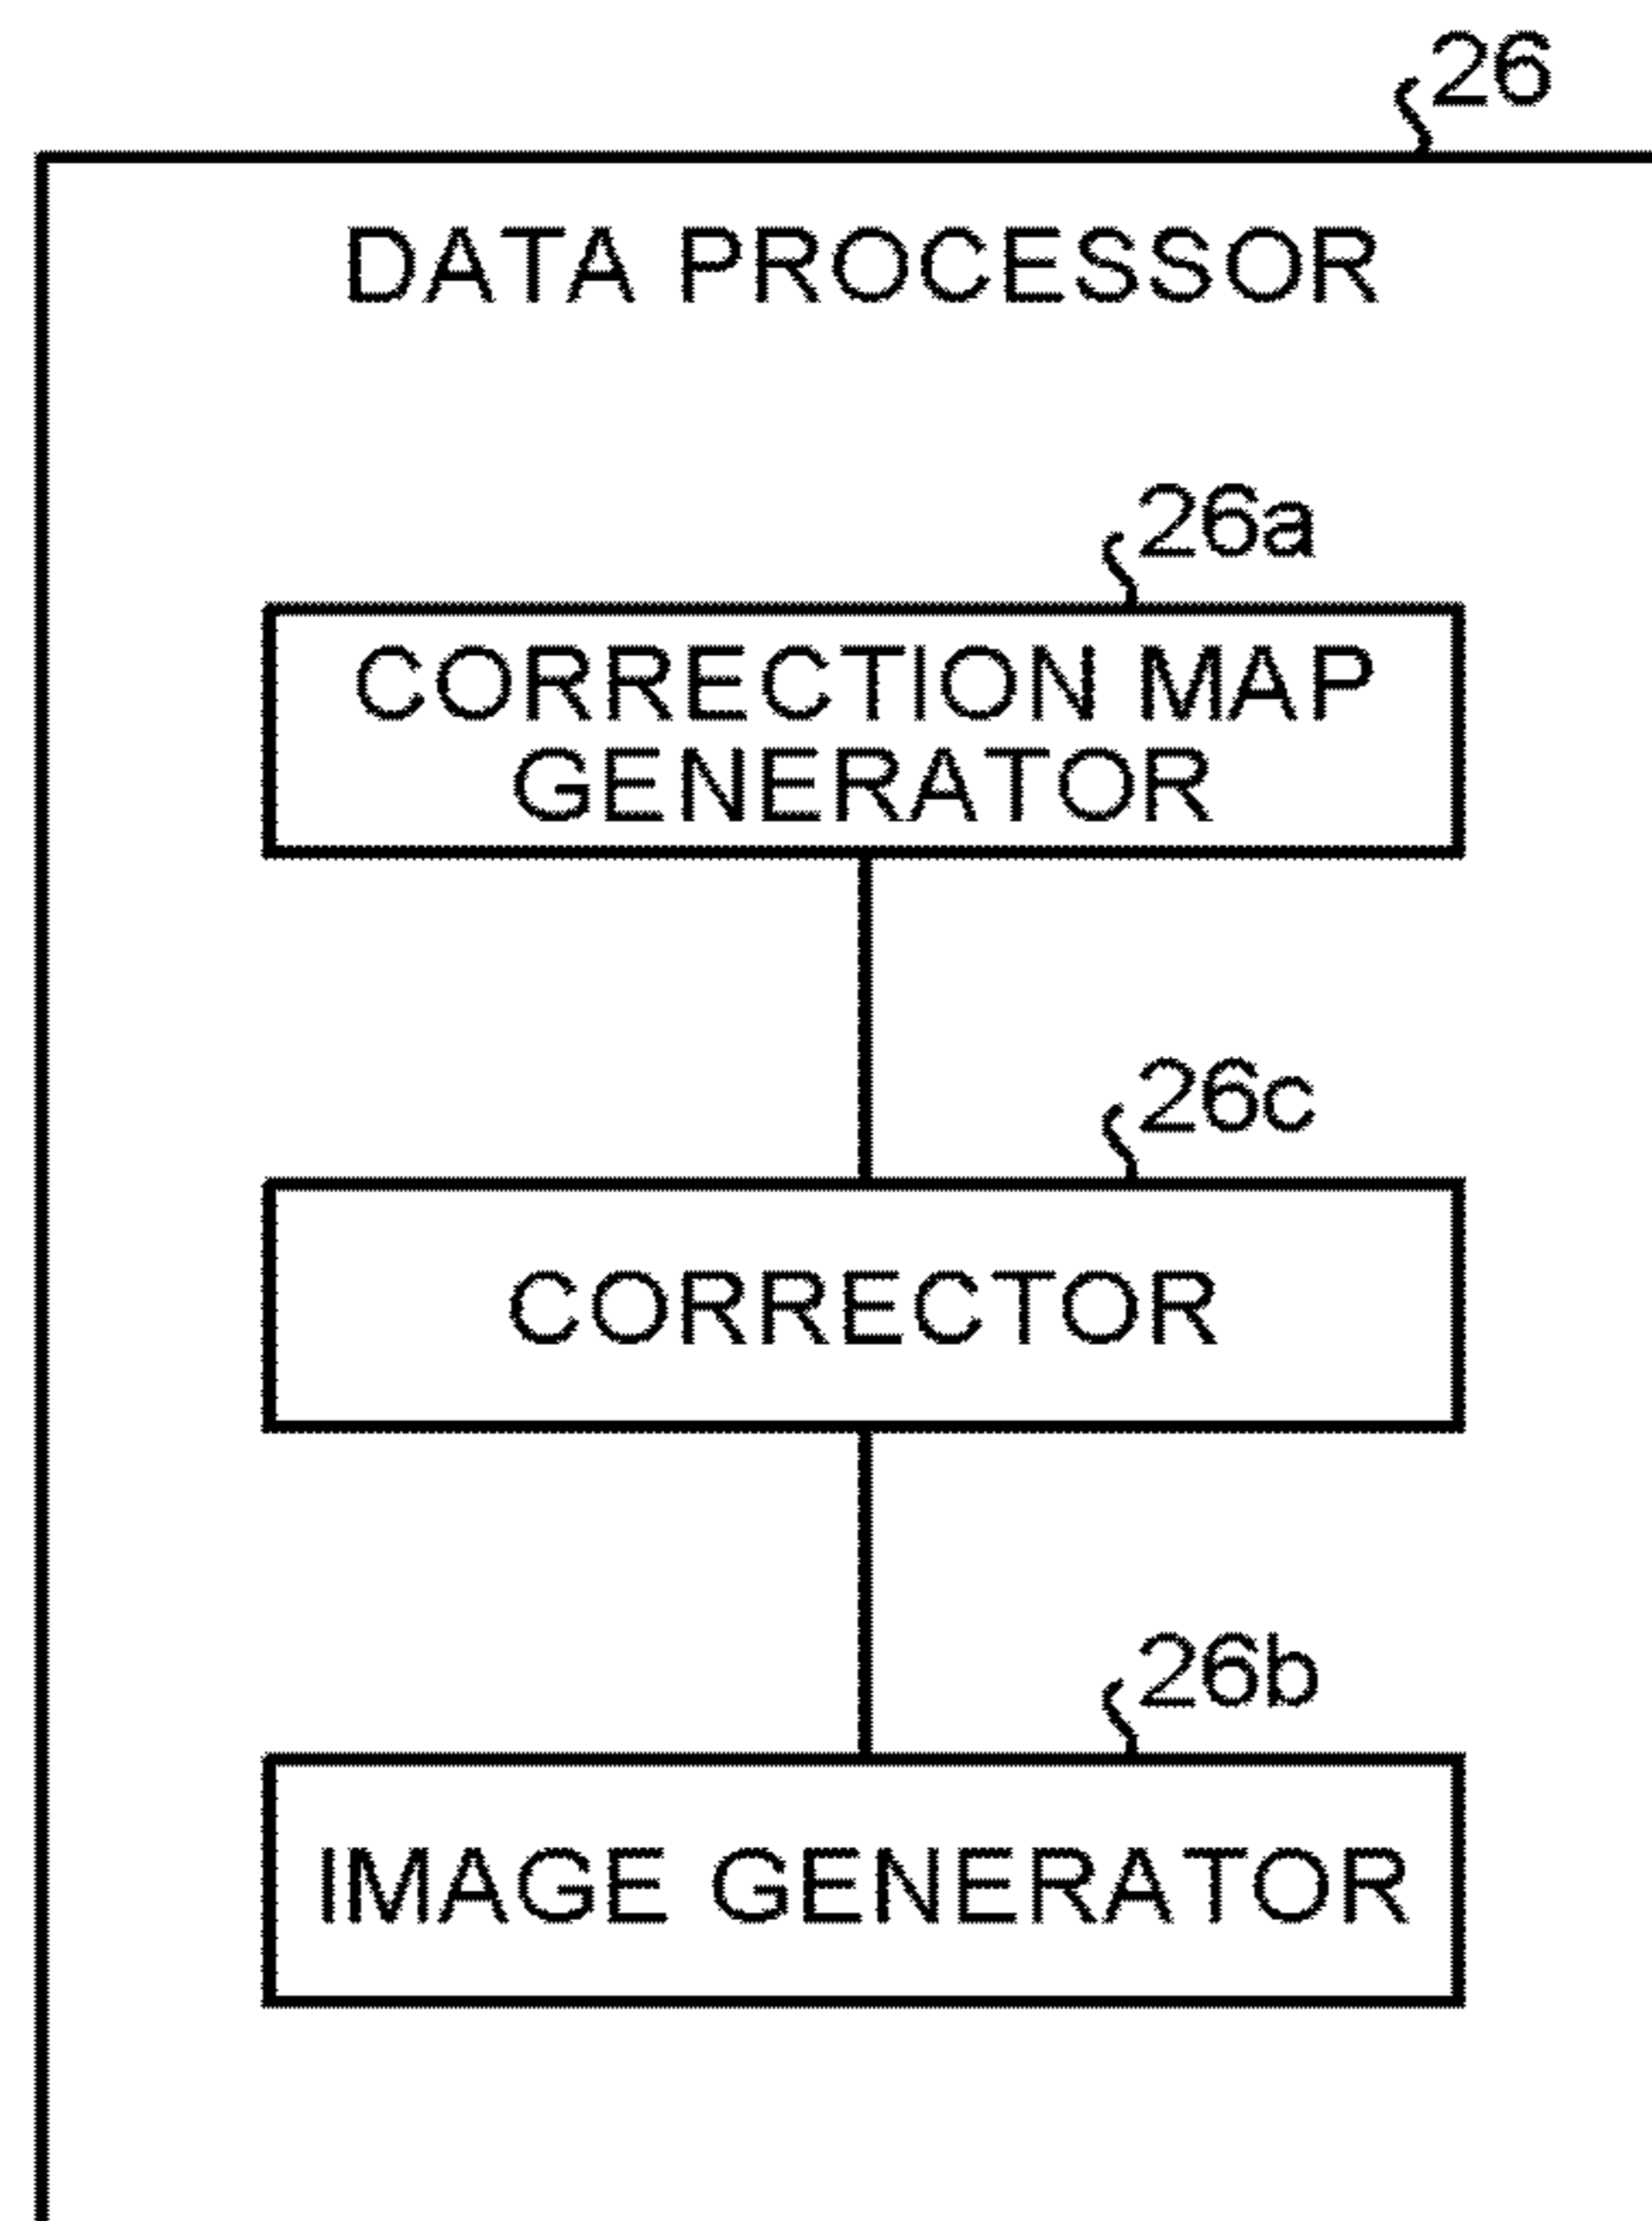 26
DATA PROCESSOR
26a
CORRECTION MAP
GENERATOR
26c
CORRECTOR
26b
IMAGE GENERATOR